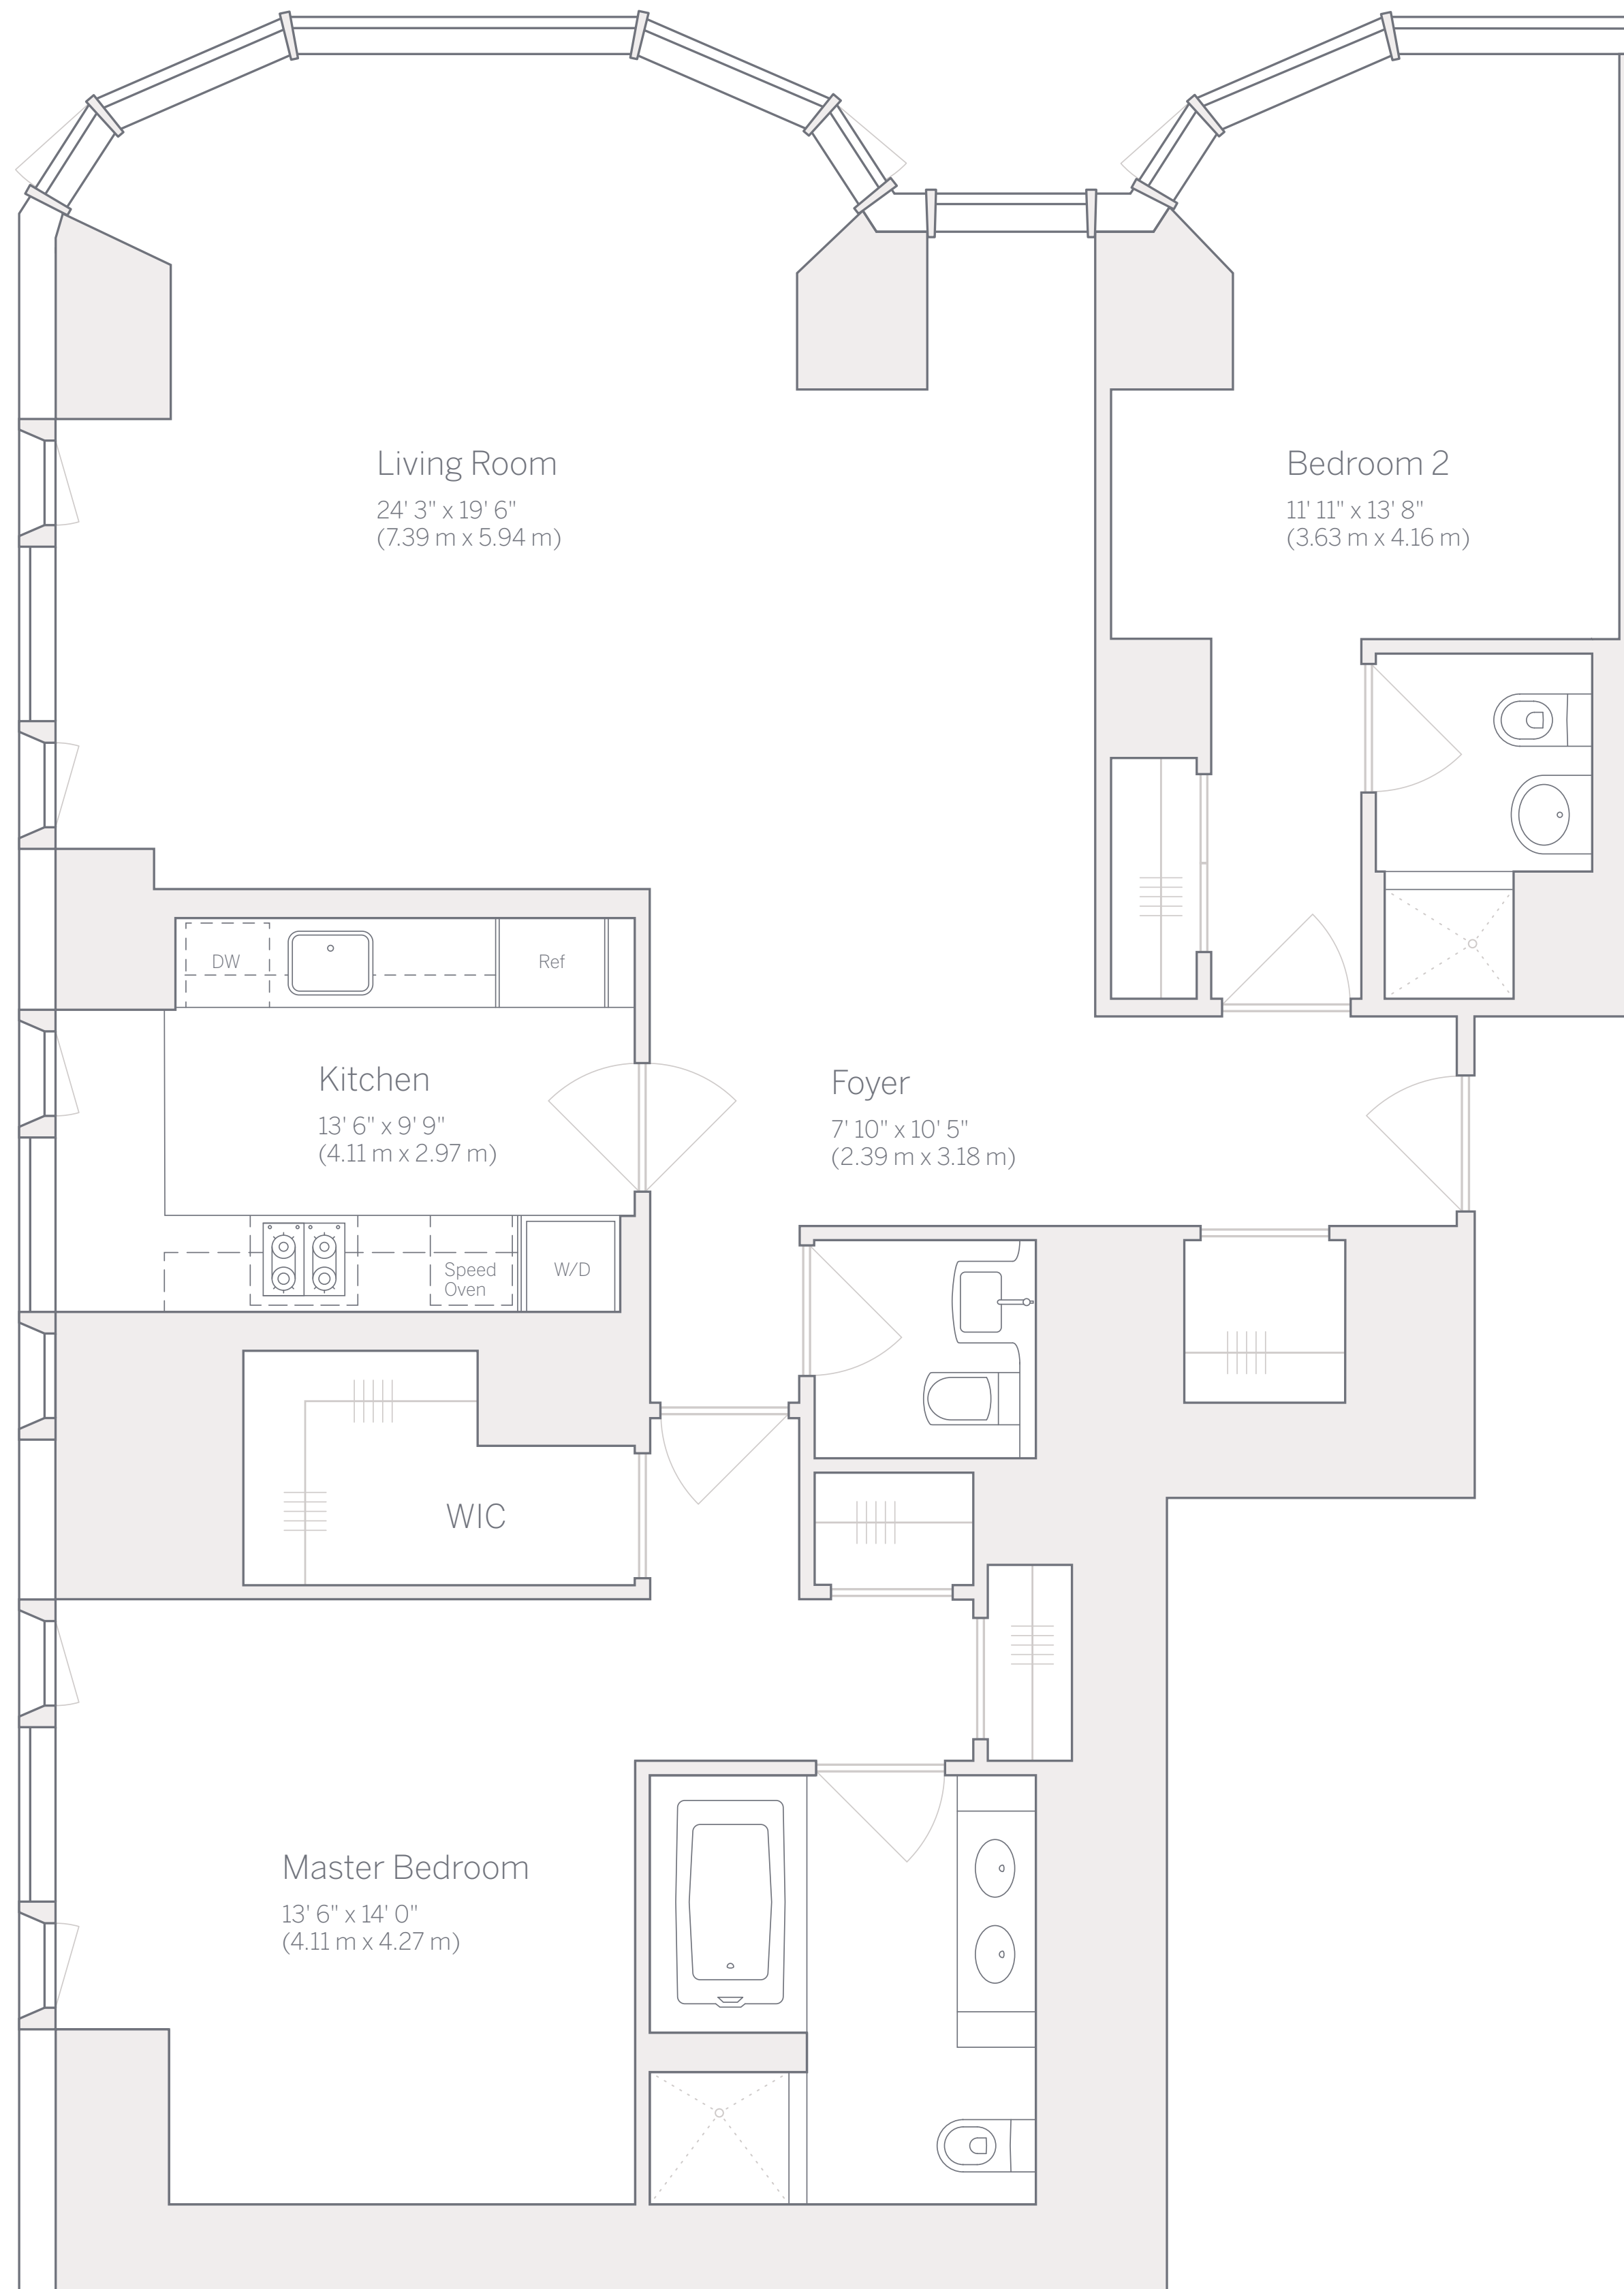 Living Room
24' 3" x 19' 6"
(7.39 m x 5.94 m)
Bedroom 2
11' 11" x 13' 8"
(3.63 m x 4.16 m)
DW
Ref
Kitchen
13' 6" x 9' 9"
(4.11 m x 2.97 m)
Foyer
7' 10" x 10' 5"
(2.39 m x 3.18 m)
Speed
Oven
W/D
WIC
Master Bedroom
13' 6" x 14' 0"
(4.11 m x 4.27 m)